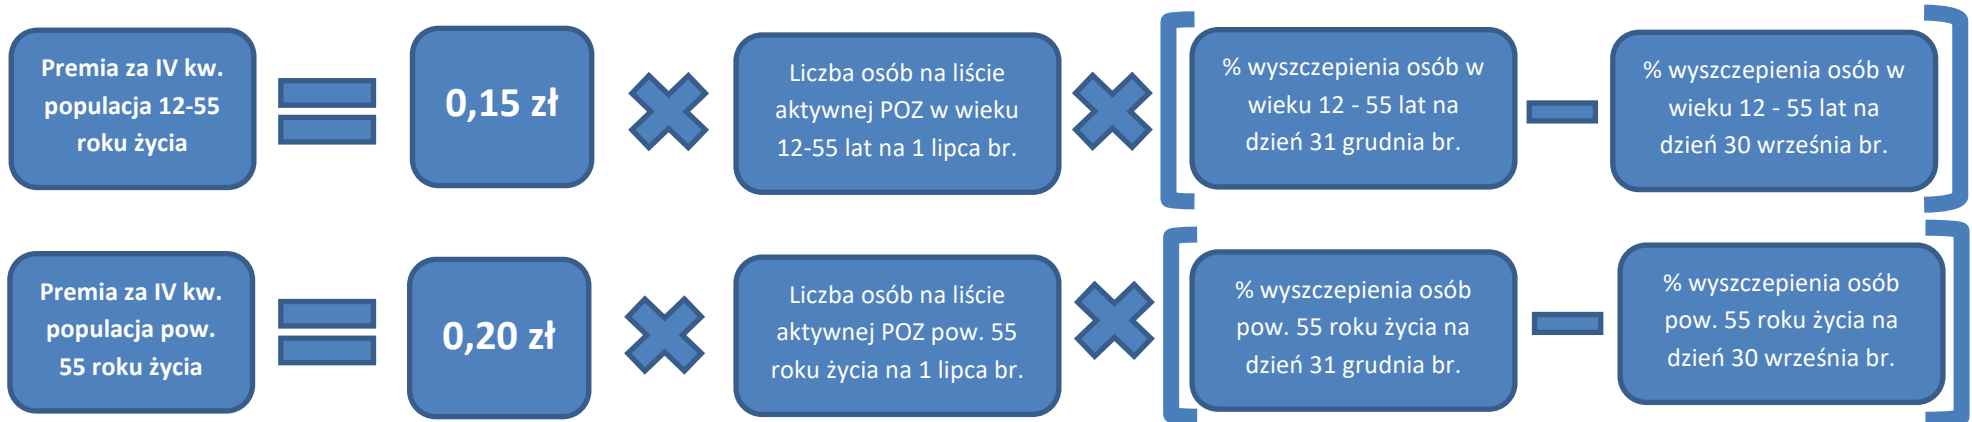 Premia za IV kw.
populacja 12-55
roku życia
0,15 zł
Liczba osób na liście
aktywnej POZ w wieku
12-55 lat na 1 lipca br.
% wyszczepienia osób w
wieku 12 - 55 lat na
dzień 31 grudnia br.
% wyszczepienia osób w
wieku 12 - 55 lat na
dzień 30 września br.
Premia za IV kw.
populacja pow.
55 roku życia
0,20 zł
Liczba osób na liście
aktywnej POZ pow. 55
roku życia na 1 lipca br.
% wyszczepienia osób
pow. 55 roku życia na
dzień 31 grudnia br.
% wyszczepienia osób
pow. 55 roku życia na
dzień 30 września br.